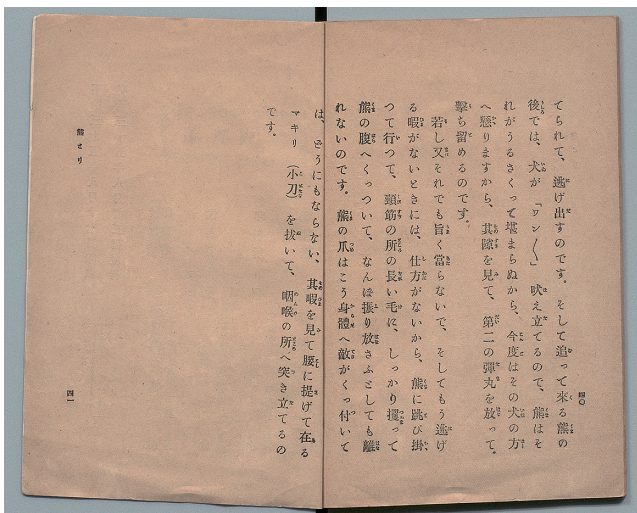 てられて、逃げ出すのです。そして追って來る熊の
後では、犬が「ワン〱」吠え立てるので、熊はそ
れがうるさくって堪まらぬから、今度はその犬の方
へ懸りますから、其隙を見て、第二の彈丸を放って。
擊ち留めるのです。
若し又それでも旨く當らないで、そしてもう逃げ
る暇がないときには、仕方がないから、熊に跳び掛、
つて行つて、頸筋の所の長い毛に、しっかり攫って
熊の腹へくっついて、なんぼ振り放さふとしても離
れないのです。熊の爪はこう身體へ敵がくっ付いて
四〇
は、どうにもならない、其暇を見て腰に提げて在る
マキリ(小刀)を拔いて、咽喉の所へ突き立てるの
です。
熊とり
四一